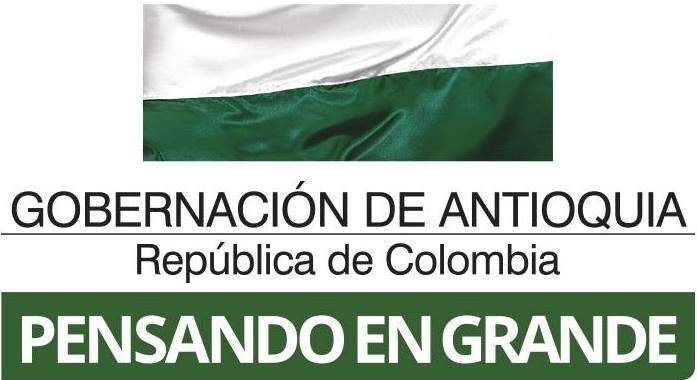 GOBERNACIÓN DE ANTIOQUIA
República de Colombia
PENSANDO EN GRANDE